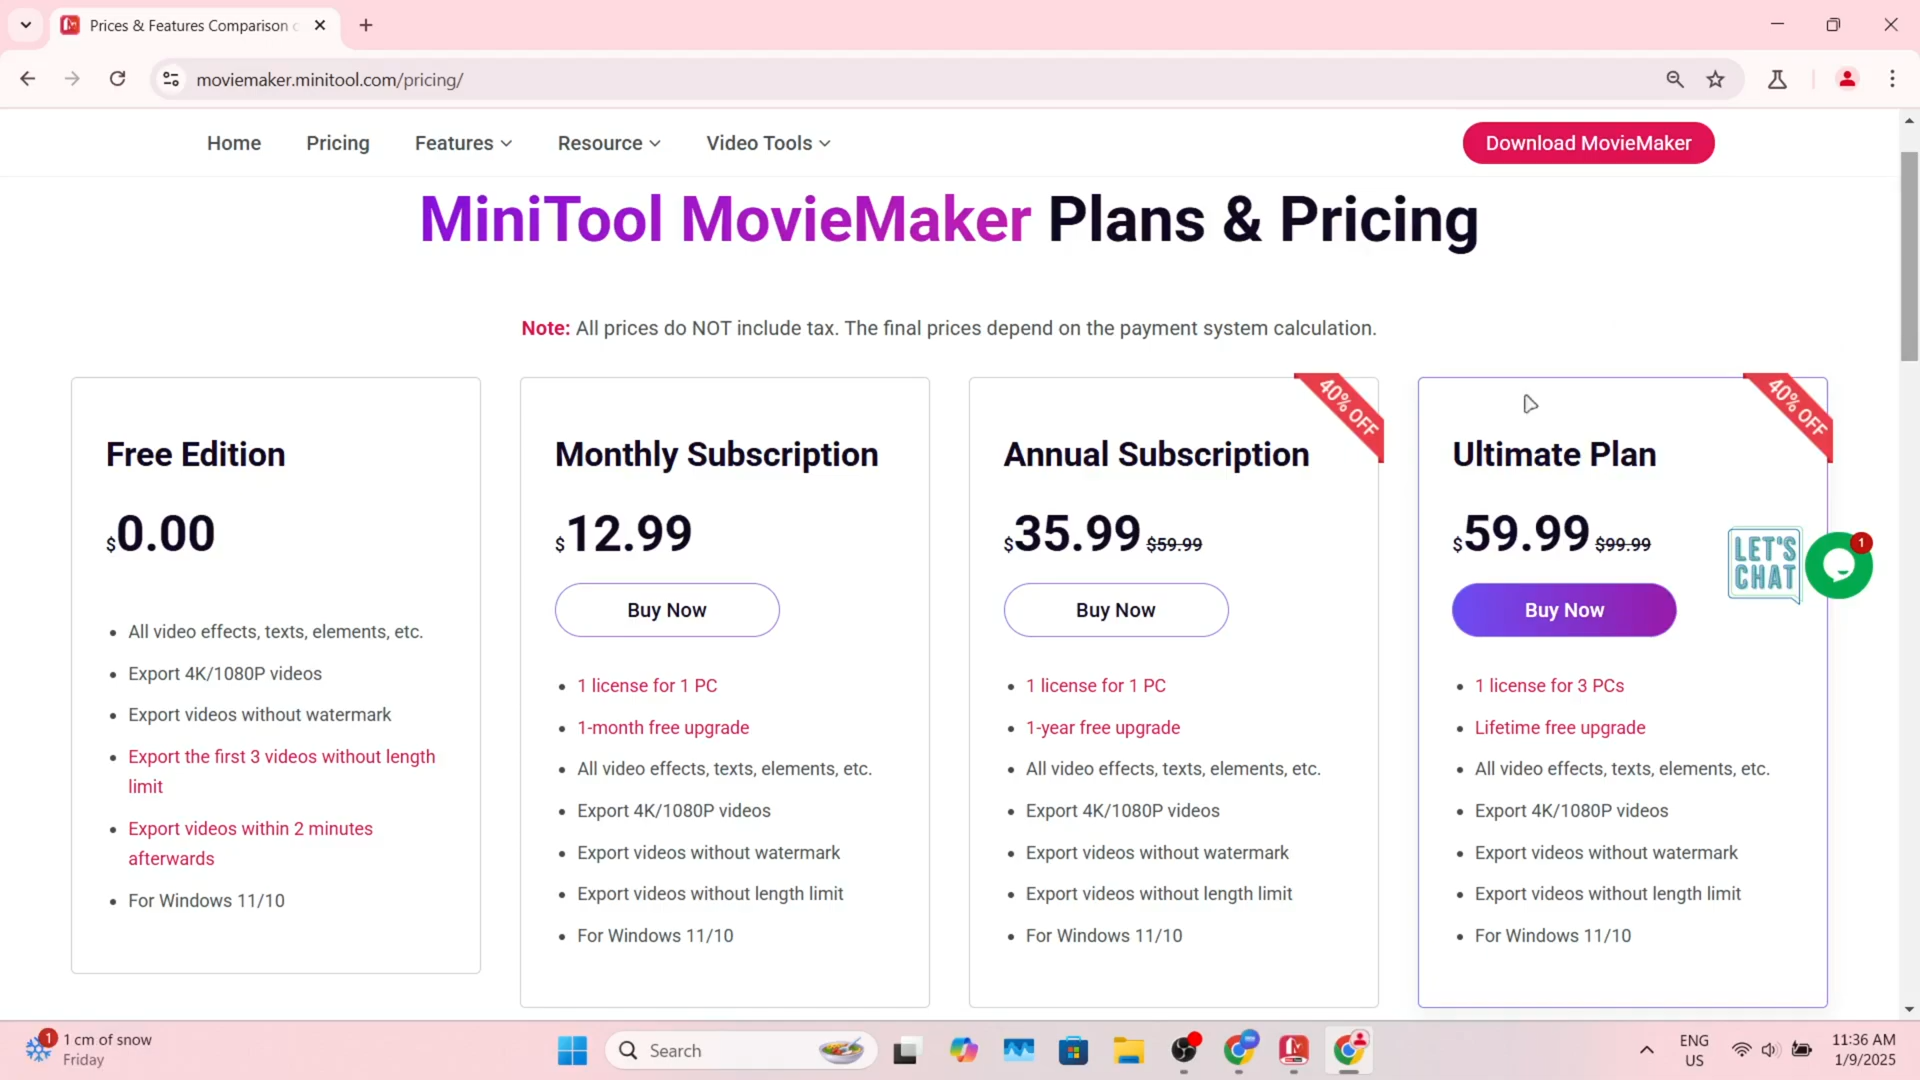 Prices & Features Comparison
moviemaker.minitool.com/pricing/
Home
Pricing
Features
Resource
Video Tools
Download MovieMaker
MiniTool MovieMaker Plans & Pricing
Note: All prices do NOT include tax. The final prices depend on the payment system calculation.
Free Edition
$0.00
All video effects, texts, elements, etc.
Export 4K/1080P videos
Export videos without watermark
Export the first 3 videos without length
limit
Export videos within 2 minutes
afterwards
For Windows 11/10
Monthly Subscription
$12.99
Buy Now
1 license for 1 PC
1-month free upgrade
All video effects, texts, elements, etc.
Export 4K/1080P videos
Export videos without watermark
Export videos without length limit
For Windows 11/10
40% OFF
Annual Subscription
$35.99 $59.99
Buy Now
1 license for 1 PC
1-year free upgrade
All video effects, texts, elements, etc.
Export 4K/1080P videos
Export videos without watermark
Export videos without length limit
For Windows 11/10
40% OFF
Ultimate Plan
$59.99 $99.99
Buy Now
1 license for 3 PCs
Lifetime free upgrade
All video effects, texts, elements, etc.
Export 4K/1080P videos
Export videos without watermark
Export videos without length limit
For Windows 11/10
LET'S
CHAT
1
1
1 cm of snow
Friday
Search
ENG
US
11:36 AM
1/9/2025